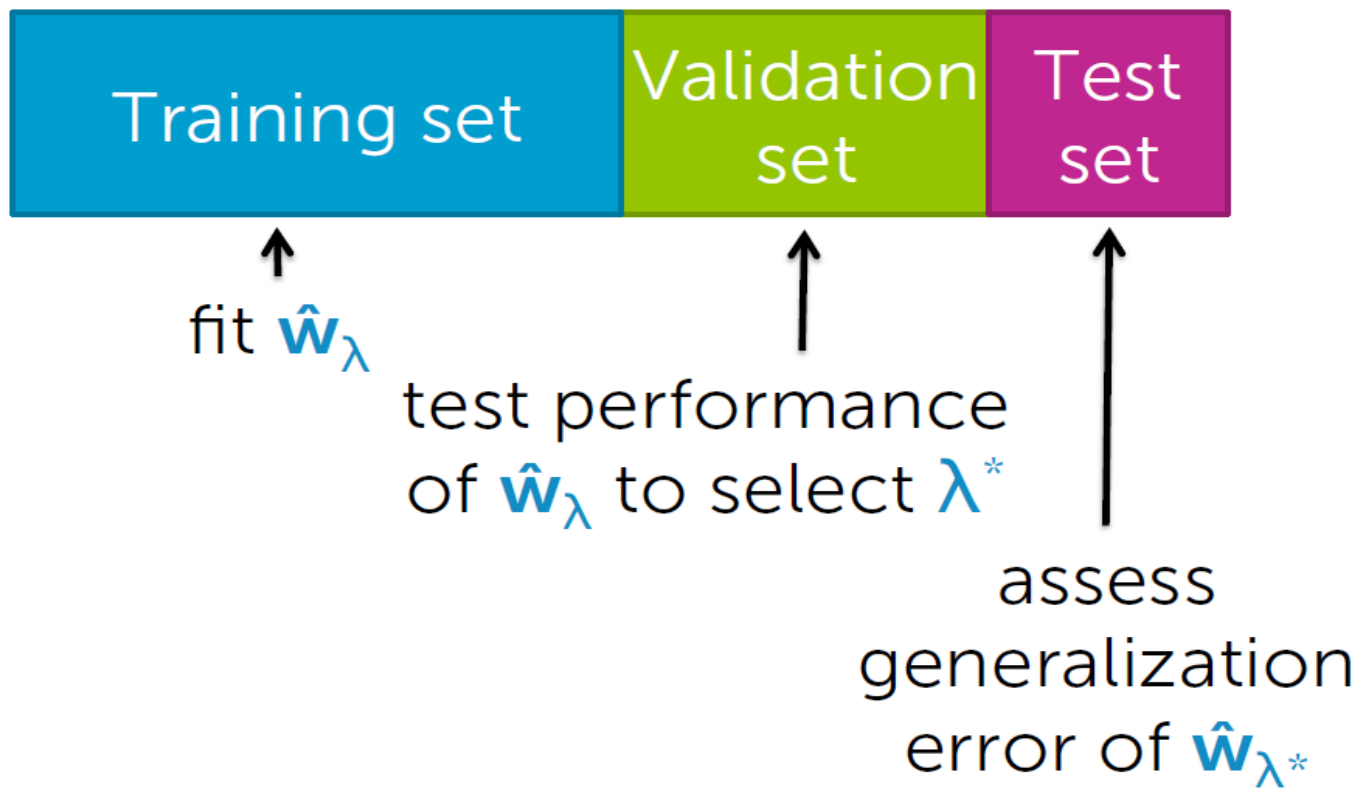 Training set
Validation
set
Test
set
fit ŵλ
test performance
of ŵλ to select λ*
assess
generalization
error of ŵλ*